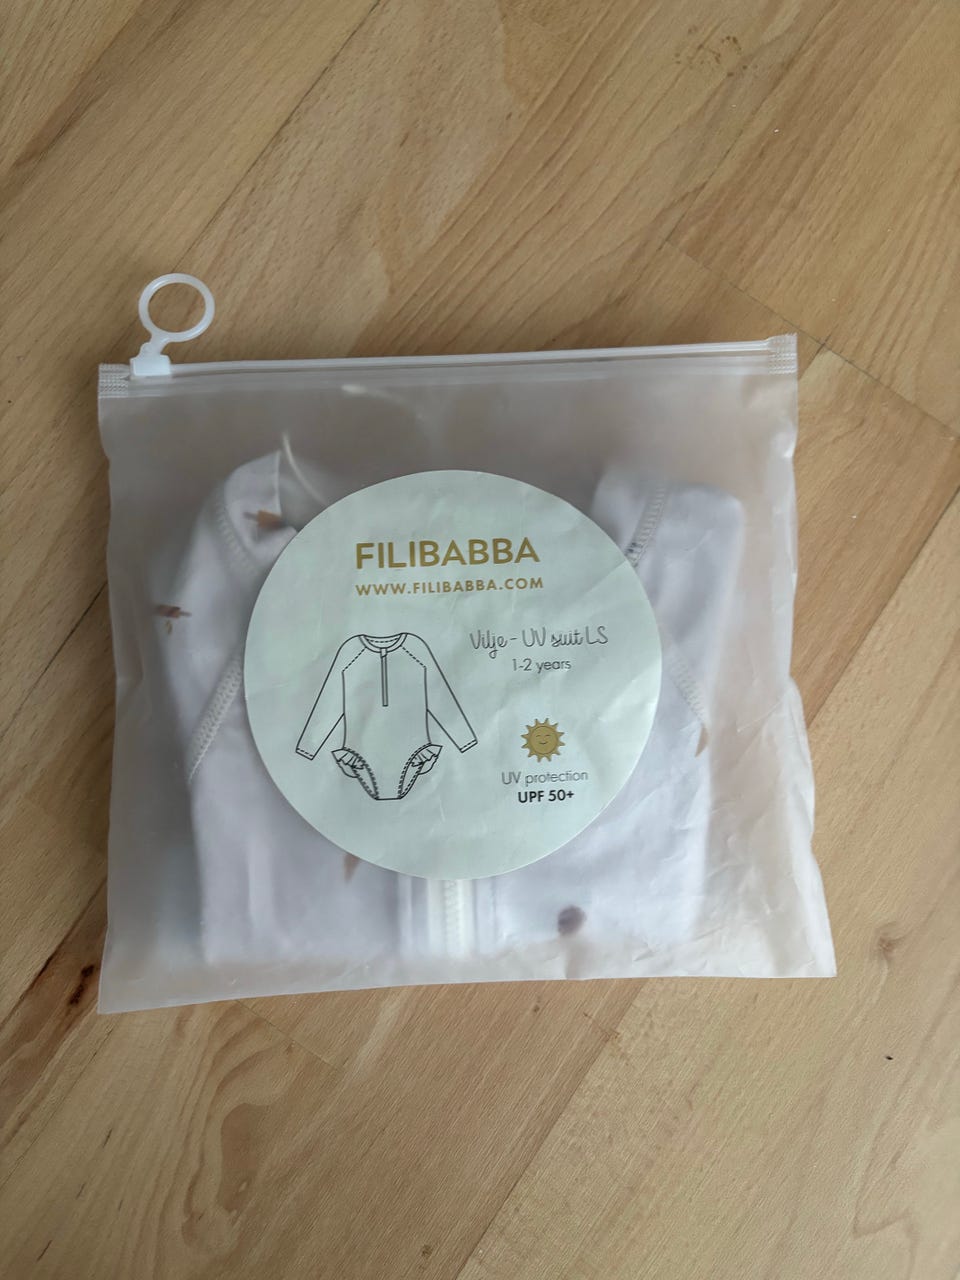 FILIBABBA
WWW.FILIBABBA.COM
Vilje - UV suit LS
1-2 years
UV protection
UPF 50+